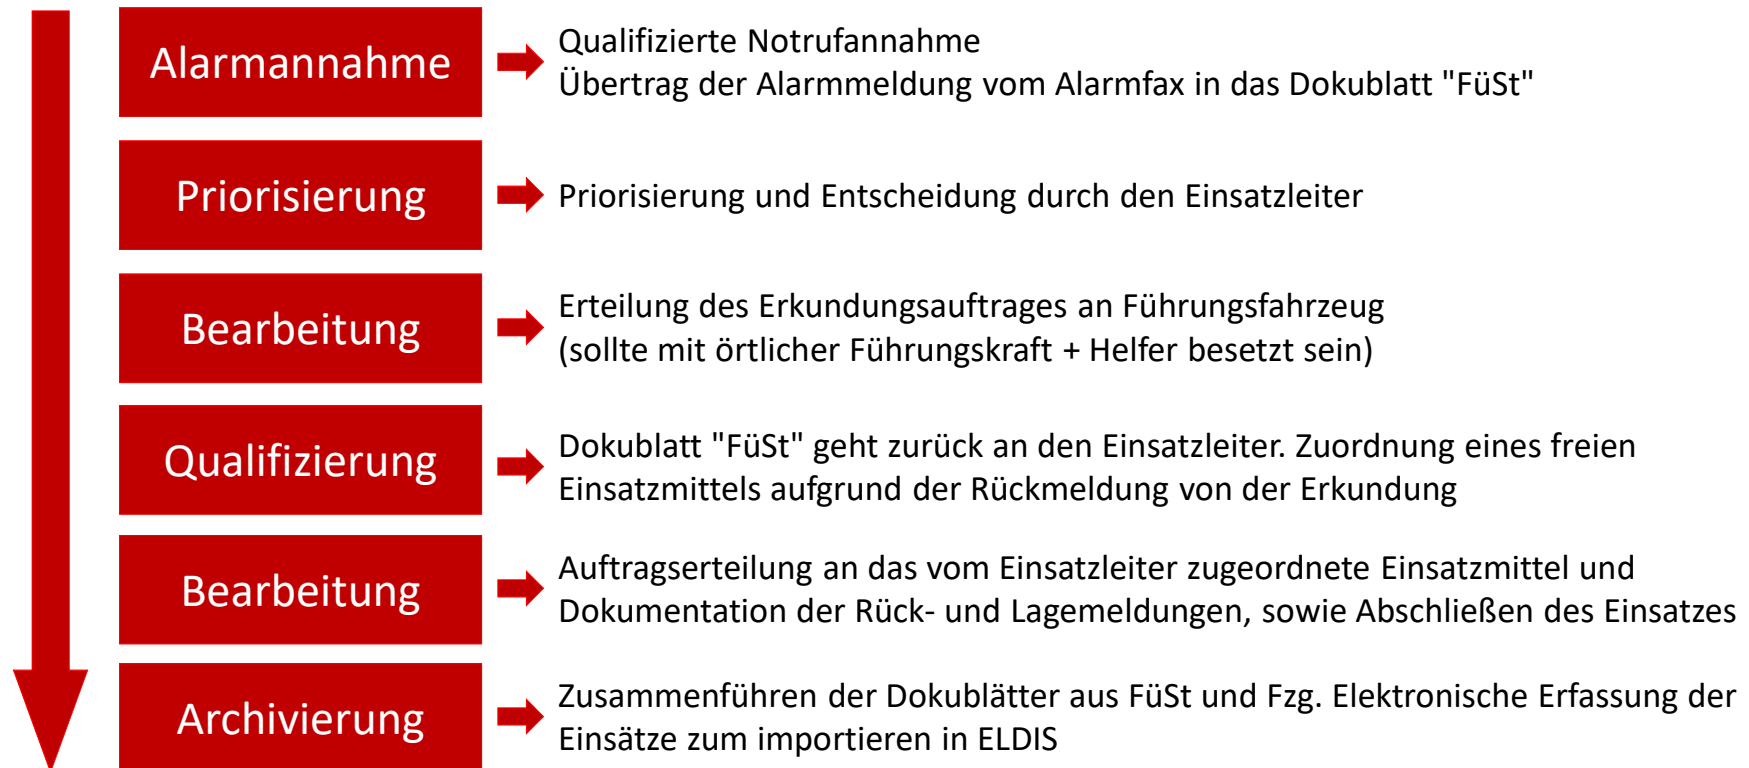 Alarmannahme
Qualifizierte Notrufannahme
Übertrag der Alarmmeldung vom Alarmfax in das Dokublatt "FüSt"
Priorisierung
Priorisierung und Entscheidung durch den Einsatzleiter
Bearbeitung
Erteilung des Erkundungsauftrages an Führungsfahrzeug
(sollte mit örtlicher Führungskraft + Helfer besetzt sein)
Qualifizierung
Dokublatt "FüSt" geht zurück an den Einsatzleiter. Zuordnung eines freien
Einsatzmittels aufgrund der Rückmeldung von der Erkundung
Bearbeitung
Auftragserteilung an das vom Einsatzleiter zugeordnete Einsatzmittel und
Dokumentation der Rück- und Lagemeldungen, sowie Abschließen des Einsatzes
Archivierung
Zusammenführen der Dokublätter aus FüSt und Fzg. Elektronische Erfassung der
Einsätze zum importieren in ELDIS